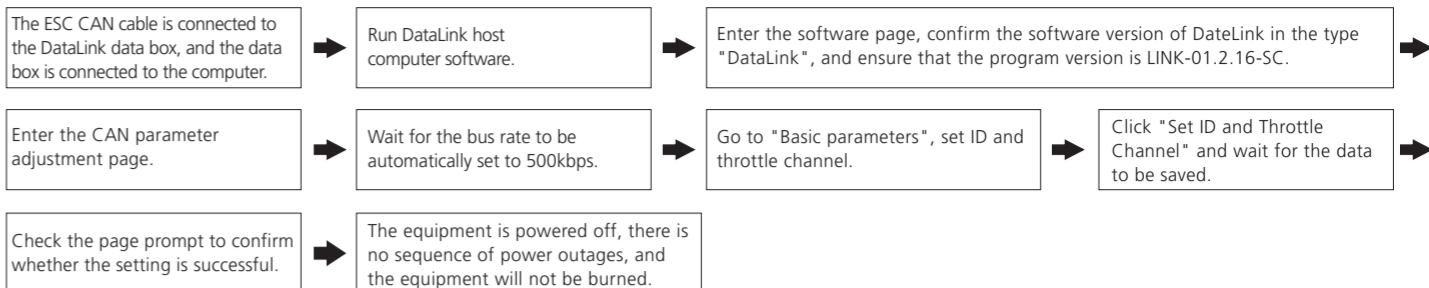 The ESC CAN cable is connected to
the DataLink data box, and the data
box is connected to the computer.
Run DataLink host
computer software.
Enter the software page, confirm the software version of DateLink in the type
"DataLink", and ensure that the program version is LINK-01.2.16-SC.
Enter the CAN parameter
adjustment page.
Wait for the bus rate to be
automatically set to 500kbps.
Go to "Basic parameters", set ID and
throttle channel.
Click "Set ID and Throttle
Channel" and wait for the data
to be saved.
Check the page prompt to confirm
whether the setting is successful.
The equipment is powered off, there is
no sequence of power outages, and
the equipment will not be burned.